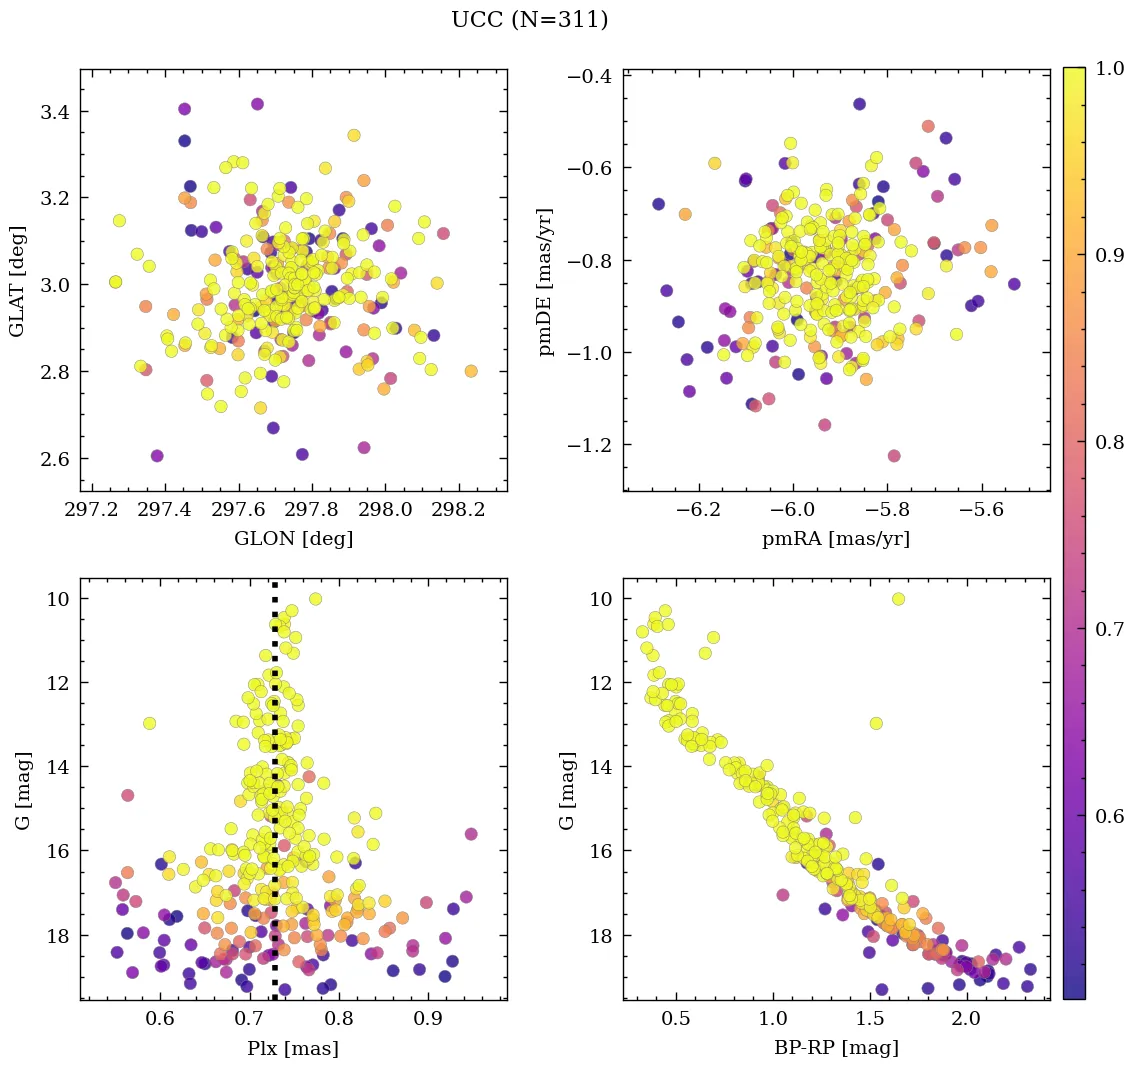 UCC (N=311)
3.4
3.2
3.0
2.8
2.6
GLAT [deg]
297.2 297.4 297.6 297.8 298.0 298.2
GLON [deg]
−0.4
−0.6
−0.8
−1.0
−1.2
pmDE [mas/yr]
−6.2 −6.0 −5.8 −5.6
pmRA [mas/yr]
1.0
0.9
0.8
0.7
0.6
10
12
14
16
18
G [mag]
0.6 0.7 0.8 0.9
Plx [mas]
10
12
14
16
18
G [mag]
0.5 1.0 1.5 2.0
BP-RP [mag]